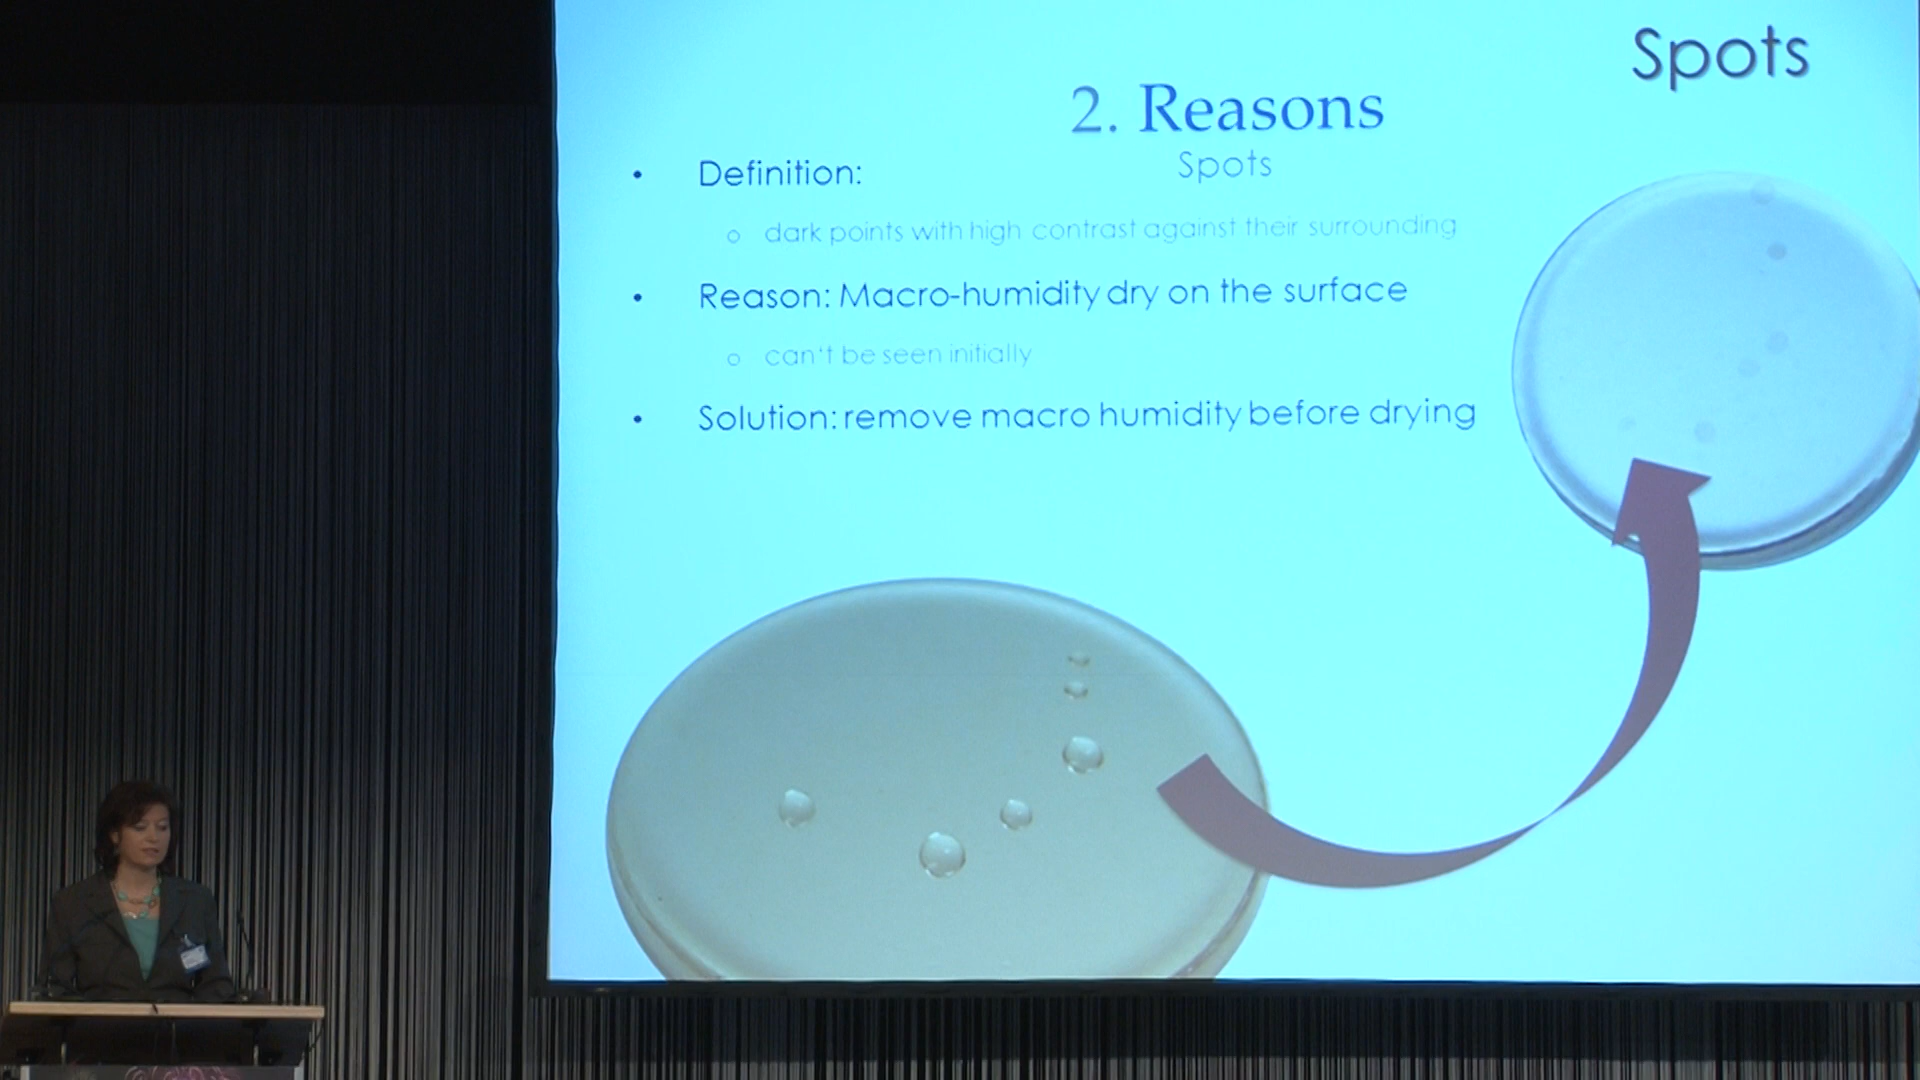 Spots
2. Reasons
Spots
• Definition:
o dark points with high contrast against their surrounding
• Reason: Macro-humidity dry on the surface
o can't be seen initially
• Solution: remove macro humidity before drying